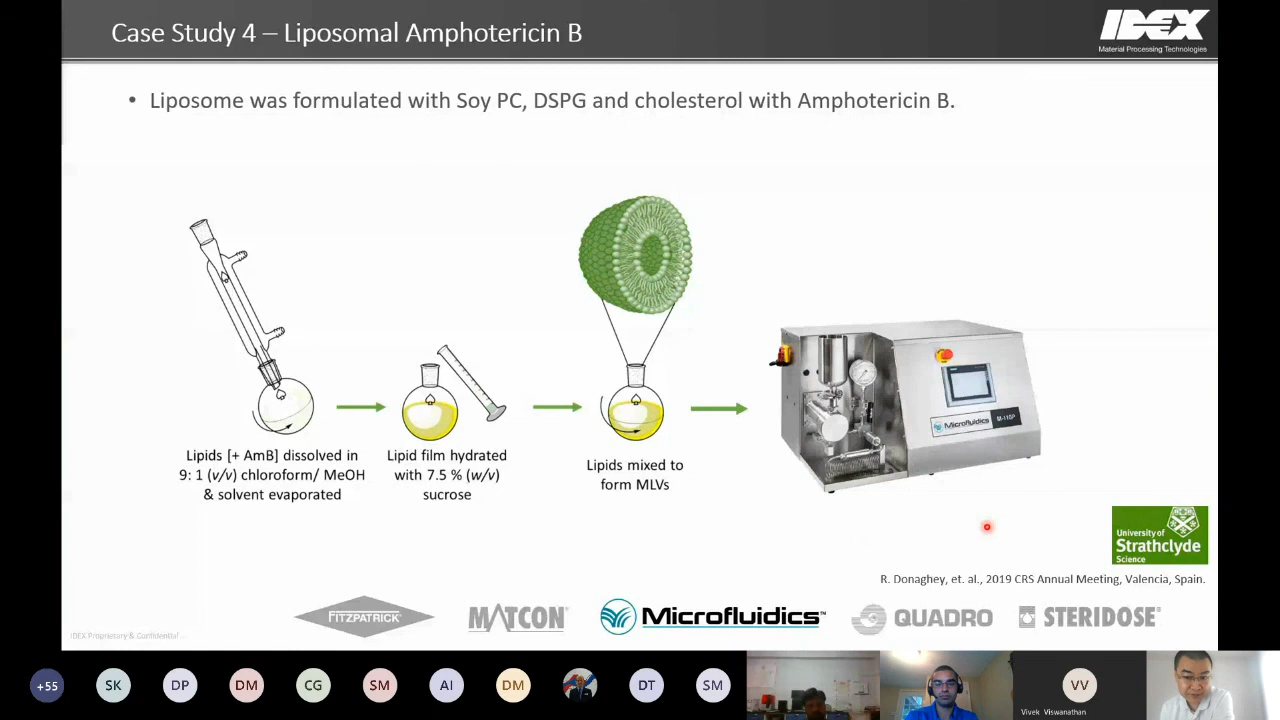 Case Study 4 – Liposomal Amphotericin B
IDEX
Material Processing Technologies
• Liposome was formulated with Soy PC, DSPG and cholesterol with Amphotericin B.
Lipids [+ AmB] dissolved in
9: 1 (v/v) chloroform/ MeOH
& solvent evaporated
Lipid film hydrated
with 7.5 % (w/v)
sucrose
Lipids mixed to
form MLVs
Microfluidics M-110P
University of
Strathclyde
Science
R. Donaghey, et. al., 2019 CRS Annual Meeting, Valencia, Spain.
FITZPATRICK
MATCON
Microfluidics™
QUADRO
STERIDOSE
IDEX Proprietary & Confidential
+55
SK
DP
DM
CG
SM
AI
DM
DT
SM
VV
Vivek Viswanathan